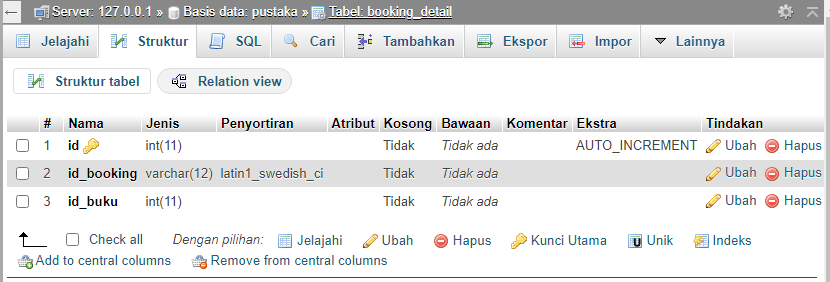 Server: 127.0.0.1 » Basis data: pustaka » Tabel: booking_detail
Jelajahi Struktur SQL Cari Tambahkan Ekspor Impor Lainnya
Struktur tabel Relation view
# Nama Jenis Penyortiran Atribut Kosong Bawaan Komentar Ekstra Tindakan
1 id int(11) Tidak Tidak ada AUTO_INCREMENT Ubah Hapus
2 id_booking varchar(12) latin1_swedish_ci Tidak Tidak ada Ubah Hapus
3 id_buku int(11) Tidak Tidak ada Ubah Hapus
Check all Dengan pilihan: Jelajahi Ubah Hapus Kunci Utama Unik Indeks
Add to central columns Remove from central columns